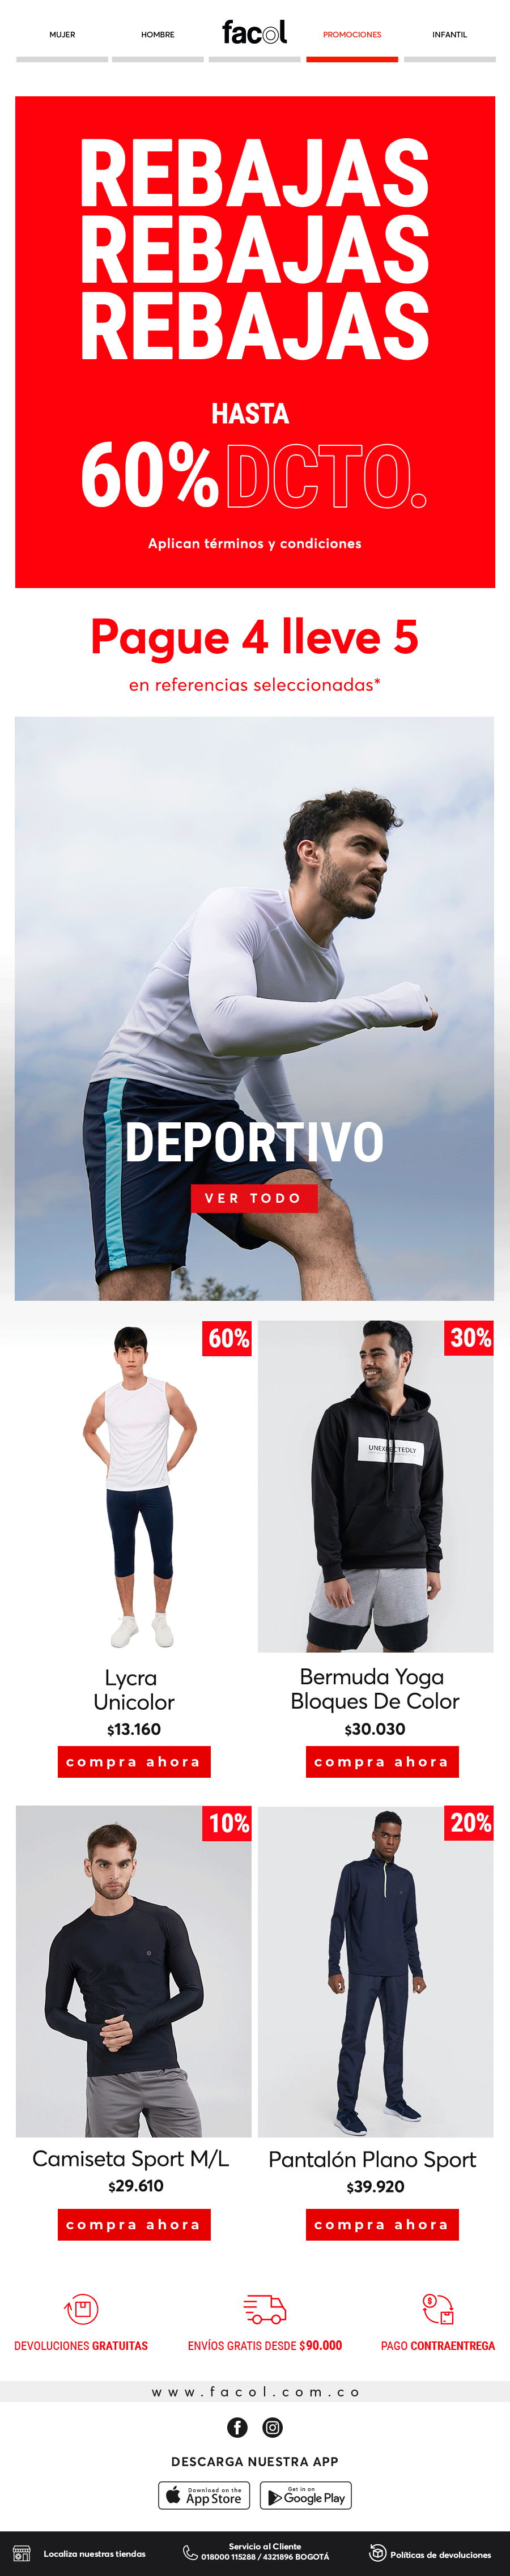 MUJER
HOMBRE
facol
PROMOCIONES
INFANTIL
REBAJAS
REBAJAS
REBAJAS
HASTA
60% DCTO.
Aplican términos y condiciones
Pague 4 lleve 5
en referencias seleccionadas*
DEPORTIVO
VER TODO
60%
30%
UNEXPECTEDLY
Lycra
Unicolor
$13.160
compra ahora
Bermuda Yoga
Bloques De Color
$30.030
compra ahora
10%
20%
Camiseta Sport M/L
$29.610
compra ahora
Pantalón Plano Sport
$39.920
compra ahora
DEVOLUCIONES GRATUITAS
ENVÍOS GRATIS DESDE $90.000
PAGO CONTRAENTREGA
www.facol.com.co
DESCARGA NUESTRA APP
Download on the
App Store
Get in on
Google Play
Localiza nuestras tiendas
Servicio al Cliente
018000 115288 / 4321896 BOGOTÁ
Políticas de devoluciones